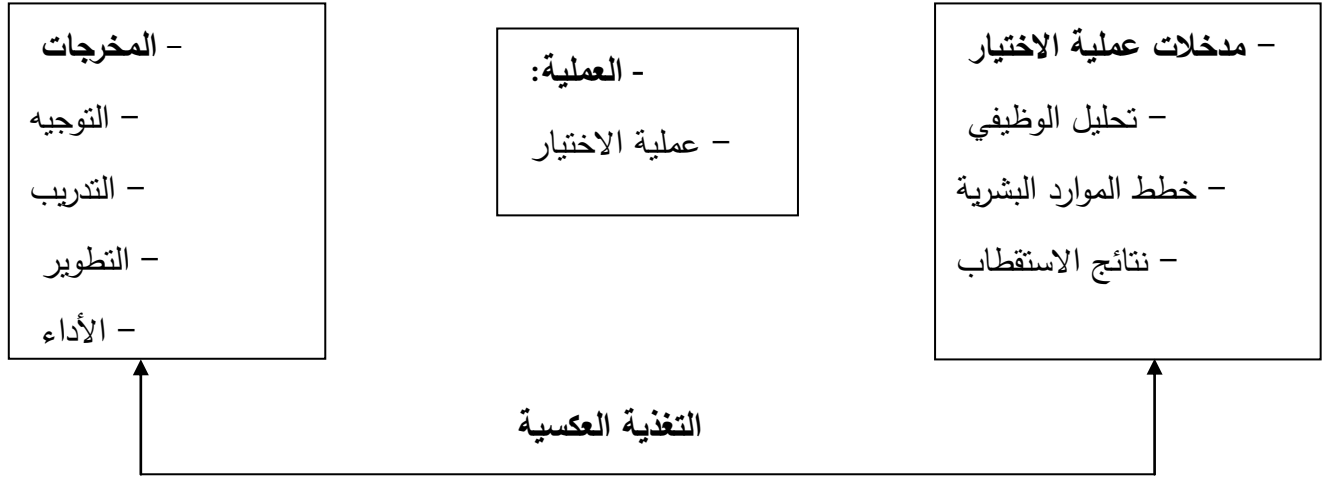 – مدخلات عملية الاختيار
– تحليل الوظيفي
– خطط الموارد البشرية
– نتائج الاستقطاب
- العملية:
– عملية الاختيار
– المخرجات
– التوجيه
– التدريب
– التطوير
– الأداء
التغذية العكسية